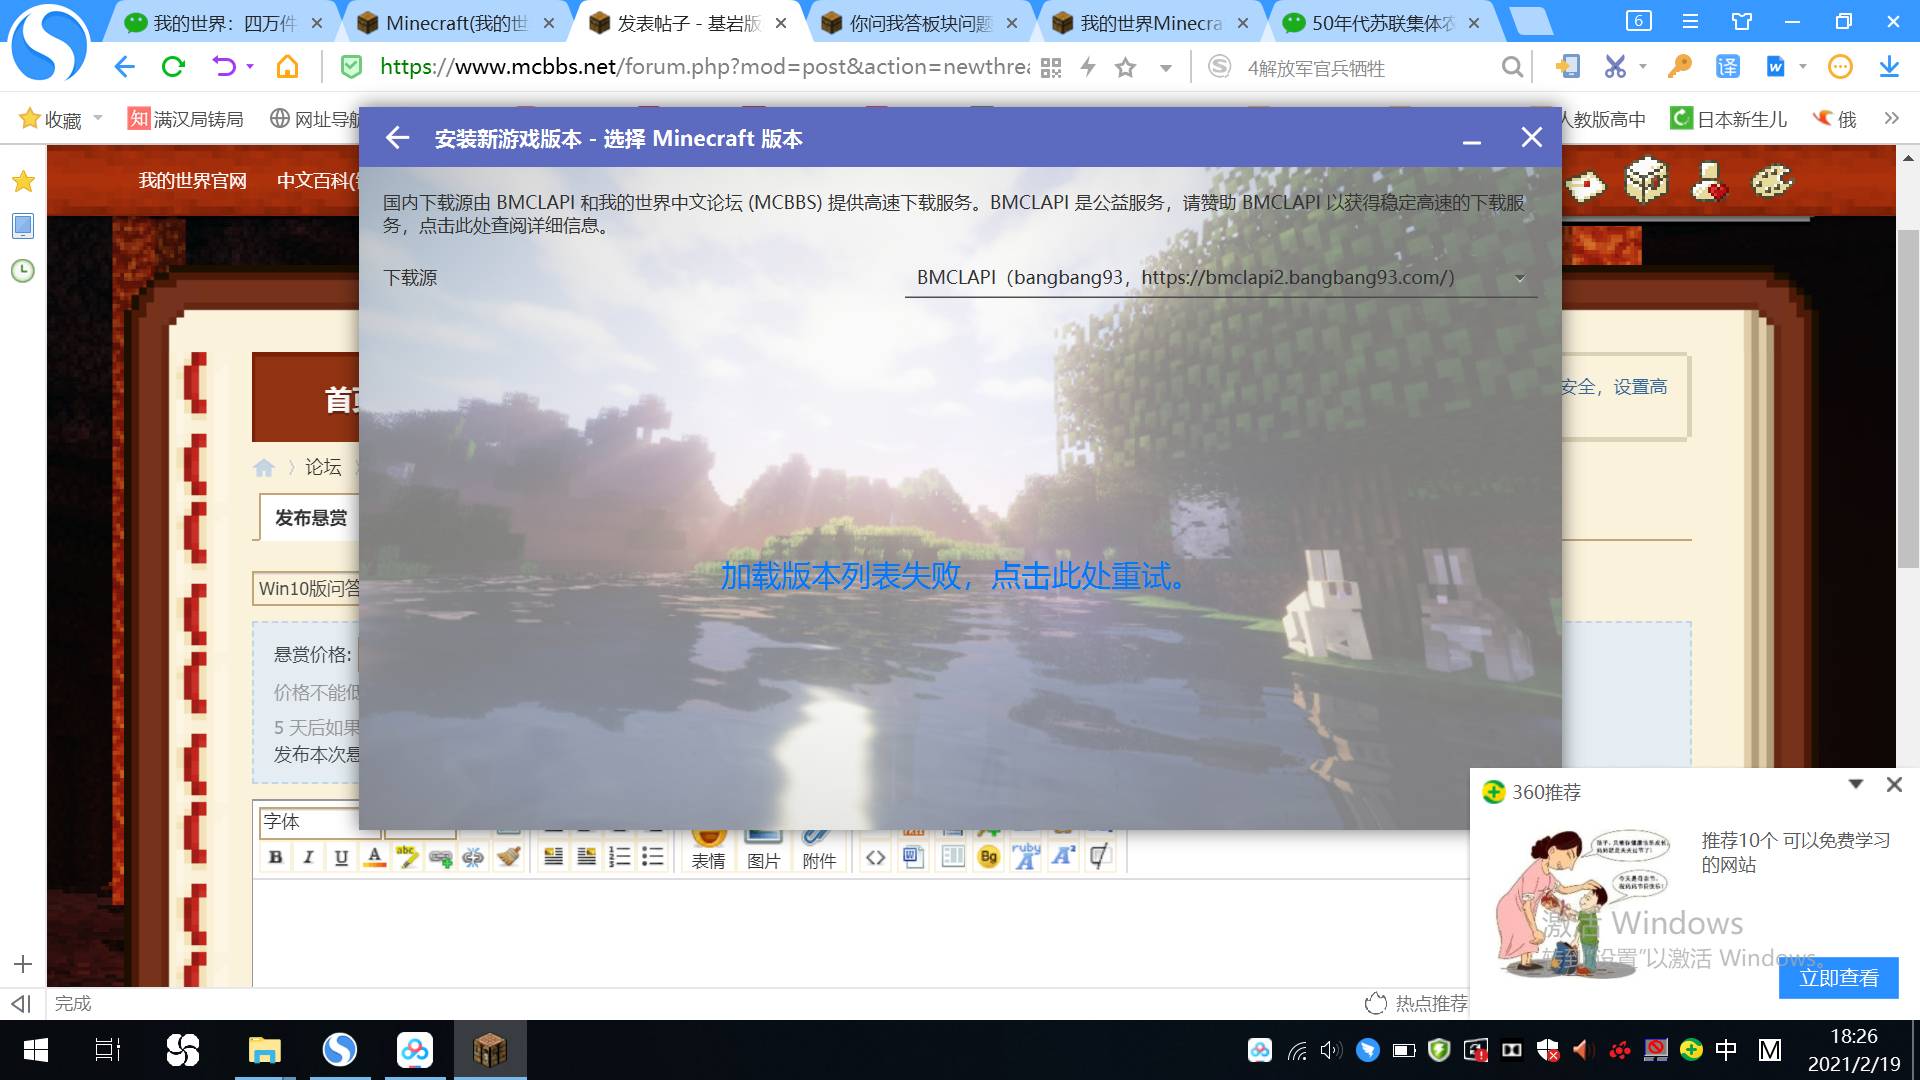 我的世界：四万件
Minecraft(我的世
发表帖子 - 基岩版
你问我答板块问题
我的世界Minecra
50年代苏联集体农
6
https://www.mcbbs.net/forum.php?mod=post&action=newthrea
4解放军官兵牺牲
收藏
知 满汉局铸局
网址导航
人教版高中
日本新生儿
俄
安装新游戏版本 - 选择 Minecraft 版本
我的世界官网
中文百科(
国内下载源由 BMCLAPI 和我的世界中文论坛 (MCBBS) 提供高速下载服务。BMCLAPI 是公益服务，请赞助 BMCLAPI 以获得稳定高速的下载服
务，点击此处查阅详细信息。
下载源
BMCLAPI（bangbang93，https://bmclapi2.bangbang93.com/）
首页
安全，设置高
论坛
发布悬赏
加载版本列表失败，点击此处重试。
Win10版问答
悬赏价格:
价格不能低
5 天后如果
发布本次悬
360推荐
推荐10个 可以免费学习
的网站
字体
B I U A
表情
图片
附件
Bg
ruby
激活 Windows
转到"设置"以激活 Windows。
立即查看
完成
热点推荐
中
M
18:26
2021/2/19